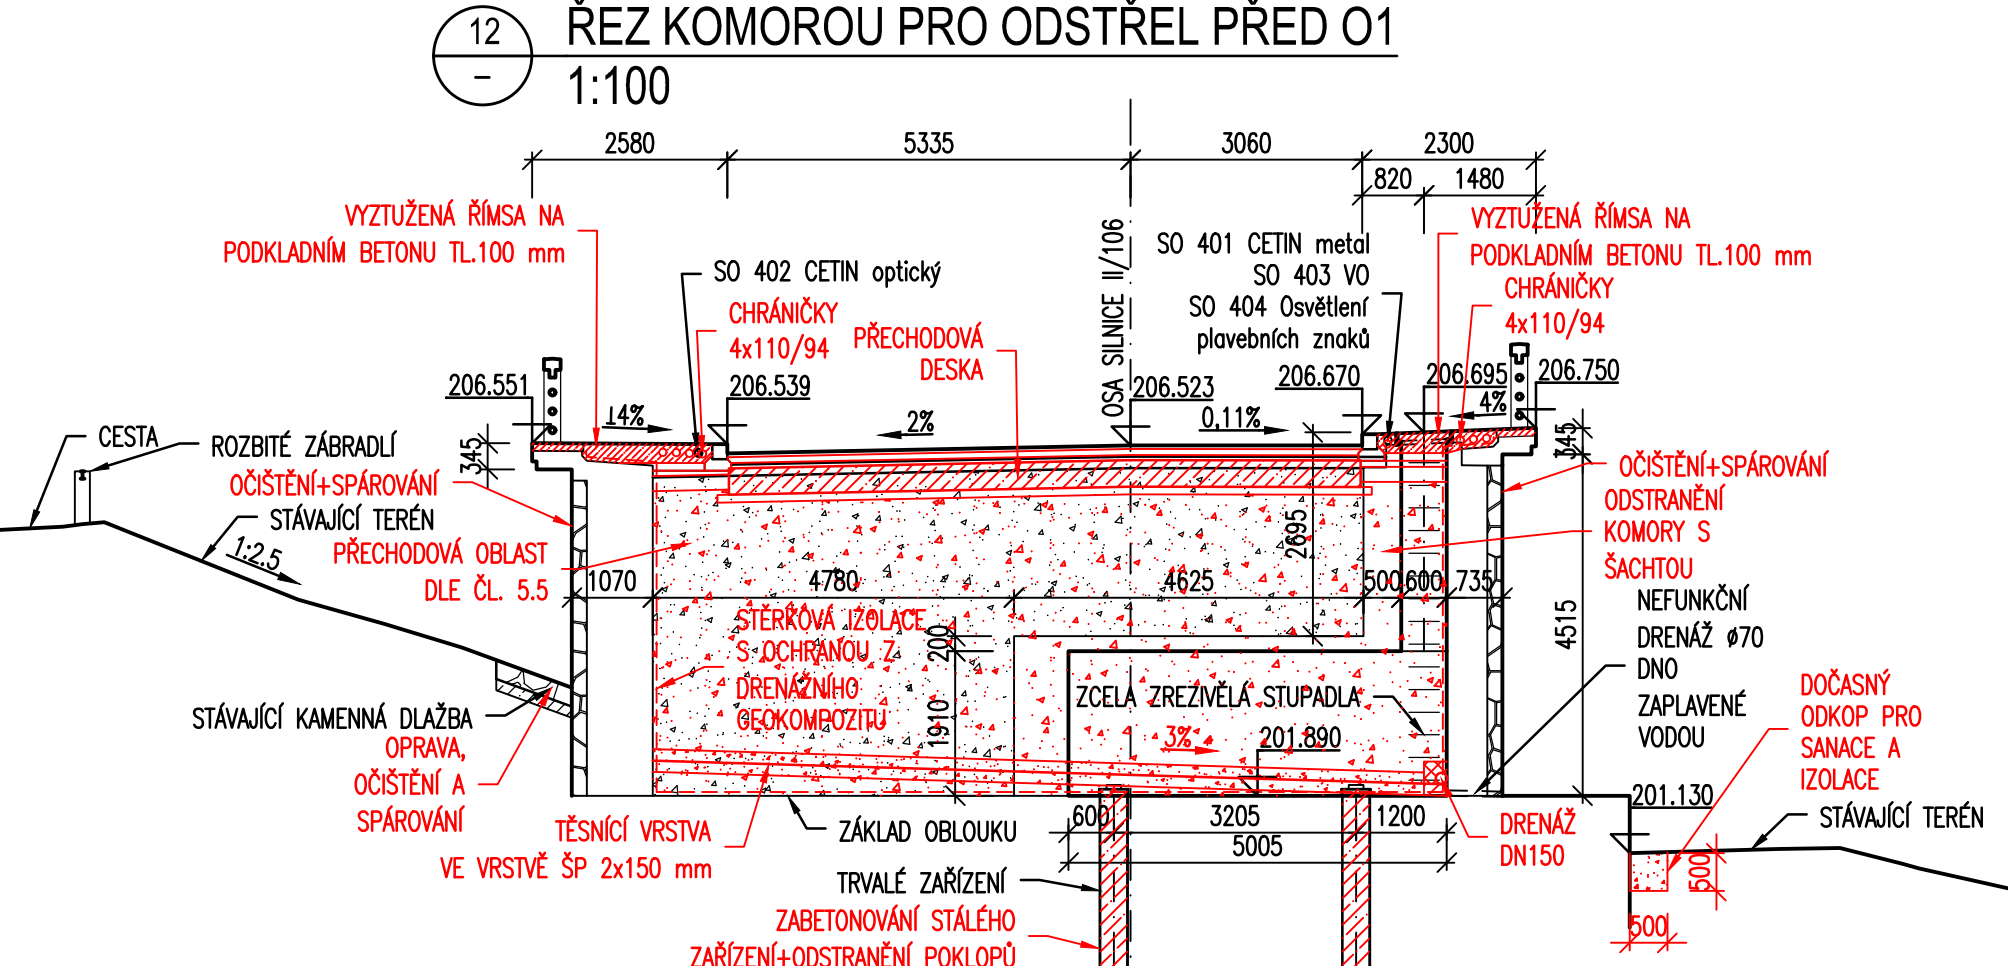 12
–
ŘEZ KOMOROU PRO ODSTŘEL PŘED O1
1:100
2580
5335
3060
2300
820
1480
VYZTUŽENÁ ŘÍMSA NA
PODKLADNÍM BETONU TL.100 mm
SO 402 CETIN optický
CHRÁNIČKY
4x110/94
PŘECHODOVÁ
DESKA
OSA SILNICE II/106
SO 401 CETIN metal
SO 403 VO
SO 404 Osvětlení
plavebních znaků
VYZTUŽENÁ ŘÍMSA NA
PODKLADNÍM BETONU TL.100 mm
CHRÁNIČKY
4x110/94
206.551
206.539
206.523
206.670
206.695
206.750
4%
2%
0,11%
4%
345
345
CESTA
ROZBITÉ ZÁBRADLÍ
OČIŠTĚNÍ+SPÁROVÁNÍ
STÁVAJÍCÍ TERÉN
1:2.5
PŘECHODOVÁ OBLAST
DLE ČL. 5.5
OČIŠTĚNÍ+SPÁROVÁNÍ
ODSTRANĚNÍ
KOMORY S
ŠACHTOU
2695
1070
4780
4625
500
600
735
4515
STĚRKOVÁ IZOLACE
S OCHRANOU Z
DRENÁŽNÍHO
GEOKOMPOZITU
200
1910
ZCELA ZREZIVĚLÁ STUPADLA
3%
201.890
NEFUNKČNÍ
DRENÁŽ ø70
DNO
ZAPLAVENÉ
VODOU
DOČASNÝ
ODKOP PRO
SANACE A
IZOLACE
STÁVAJÍCÍ KAMENNÁ DLAŽBA
OPRAVA,
OČIŠTĚNÍ A
SPÁROVÁNÍ
TĚSNÍCÍ VRSTVA
VE VRSTVĚ ŠP 2x150 mm
ZÁKLAD OBLOUKU
600
3205
1200
5005
DRENÁŽ
DN150
201.130
STÁVAJÍCÍ TERÉN
500
500
TRVALÉ ZAŘÍZENÍ
ZABETONOVÁNÍ STÁLÉHO
ZAŘÍZENÍ+ODSTRANĚNÍ POKLOPŮ